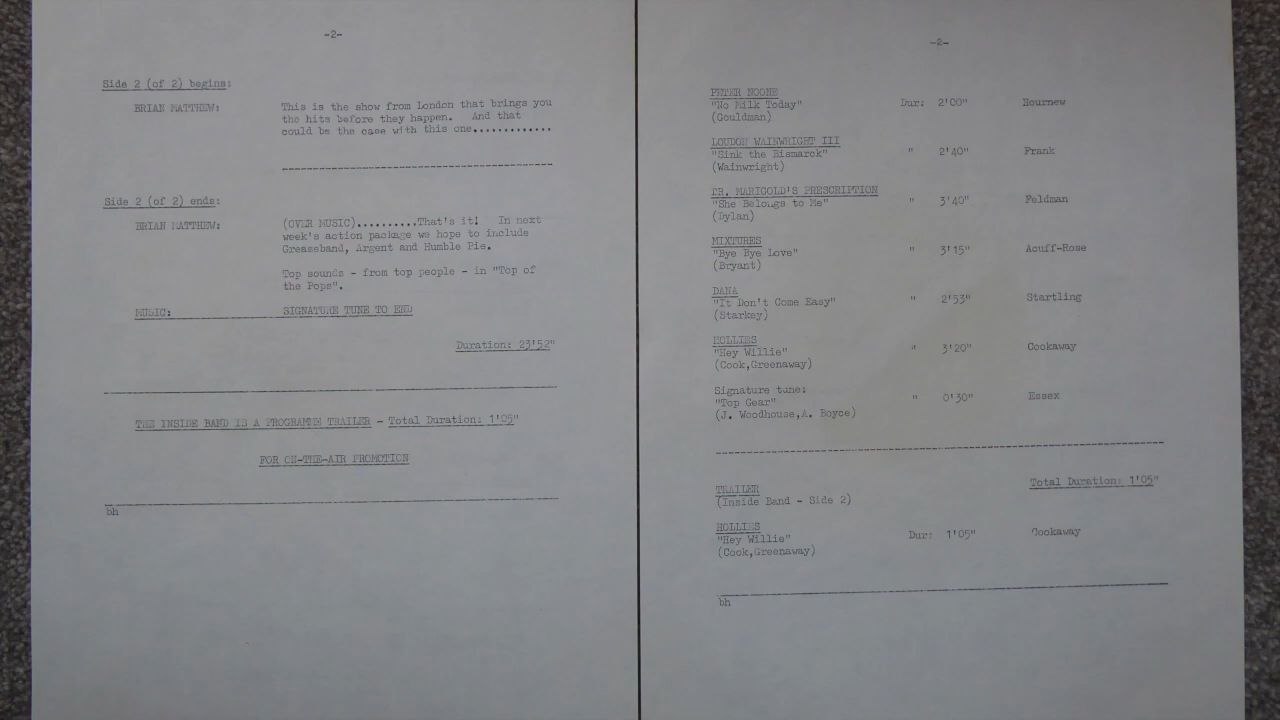 -2-
Side 2 (of 2) begins:
BRIAN MATTHEW: This is the show from London that brings you
the hits before they happen. And that
could be the case with this one.............
Side 2 (of 2) ends:
BRIAN MATTHEW: (OVER MUSIC)..........That's it! In next
week's action package we hope to include
Greaseband, Argent and Humble Pie.
Top sounds - from top people - in "Top of
the Pops".
MUSIC: SIGNATURE TUNE TO END
Duration: 23'52"
THE INSIDE BAND IS A PROGRAMME TRAILER - Total Duration: 1'05"
FOR ON-THE-AIR PROMOTION
bh
-2-
PETER NOONE
"No Milk Today" Dur: 2'00" Bournew
(Gouldman)
LOUDON WAINWRIGHT III
"Sink the Bismarck" " 2'40" Frank
(Wainwright)
DR. MARIGOLD'S PRESCRIPTION
"She Belongs to Me" " 3'40" Feldman
(Dylan)
MIXTURES
"Bye Bye Love" " 3'15" Acuff-Rose
(Bryant)
DANA
"It Don't Come Easy" " 2'53" Startling
(Starkey)
HOLLIES
"Hey Willie" " 3'20" Cookaway
(Cook,Greenaway)
Signature tune:
"Top Gear" " 0'30" Essex
(J. Woodhouse,A. Boyce)
TRAILER Total Duration: 1'05"
(Inside Band - Side 2)
HOLLIES
"Hey Willie" Dur: 1'05" Cookaway
(Cook,Greenaway)
bh